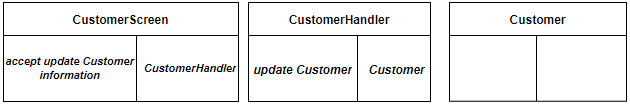 CustomerScreen
accept update Customer
information
CustomerHandler
CustomerHandler
update Customer
Customer
Customer